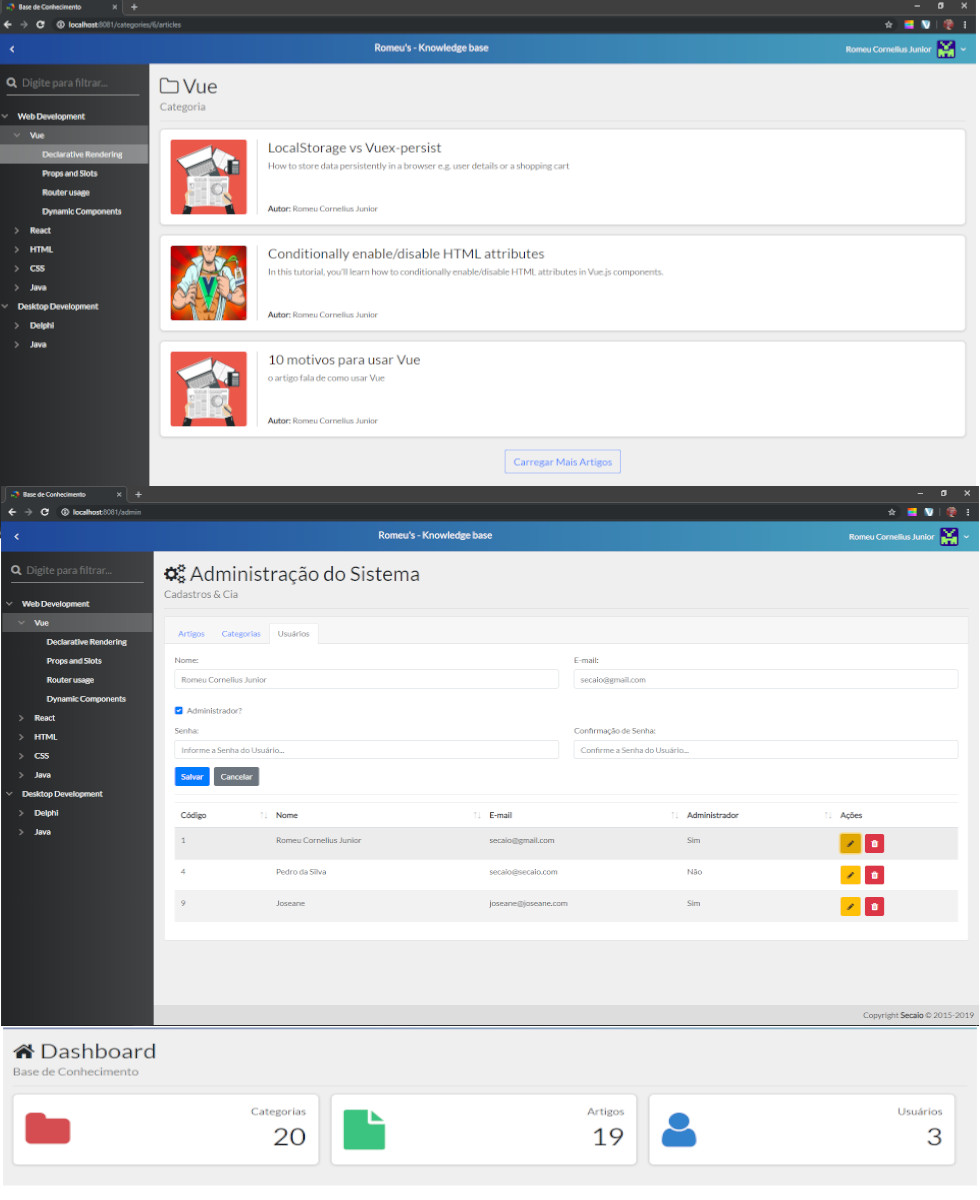 Base de Conhecimento
localhost:8081/categories/6/articles
Romeu's - Knowledge base
Romeu Cornelius Junior
Digite para filtrar...
Web Development
Vue
Declarative Rendering
Props and Slots
Router usage
Dynamic Components
React
HTML
CSS
Java
Desktop Development
Delphi
Java
Vue
Categoria
LocalStorage vs Vuex-persist
How to store data persistently in a browser e.g. user details or a shopping cart
Autor: Romeu Cornelius Junior
Conditionally enable/disable HTML attributes
In this tutorial, you'll learn how to conditionally enable/disable HTML attributes in Vue.js components.
Autor: Romeu Cornelius Junior
10 motivos para usar Vue
o artigo fala de como usar Vue
Autor: Romeu Cornelius Junior
Carregar Mais Artigos
Base de Conhecimento
localhost:8081/admin
Romeu's - Knowledge base
Romeu Cornelius Junior
Digite para filtrar...
Web Development
Vue
Declarative Rendering
Props and Slots
Router usage
Dynamic Components
React
HTML
CSS
Java
Desktop Development
Delphi
Java
Administração do Sistema
Cadastros & Cia
Artigos Categorias Usuários
Nome: E-mail:
Romeu Cornelius Junior secaio@gmail.com
Administrador?
Senha: Confirmação de Senha:
Informe a Senha do Usuário... Confirme a Senha do Usuário...
Salvar Cancelar
Código Nome E-mail Administrador Ações
1 Romeu Cornelius Junior secaio@gmail.com Sim
4 Pedro da Silva secaio@secaio.com Não
9 Joseane joseane@joseane.com Sim
Copyright Secaio © 2015-2019
Dashboard
Base de Conhecimento
Categorias
20
Artigos
19
Usuários
3